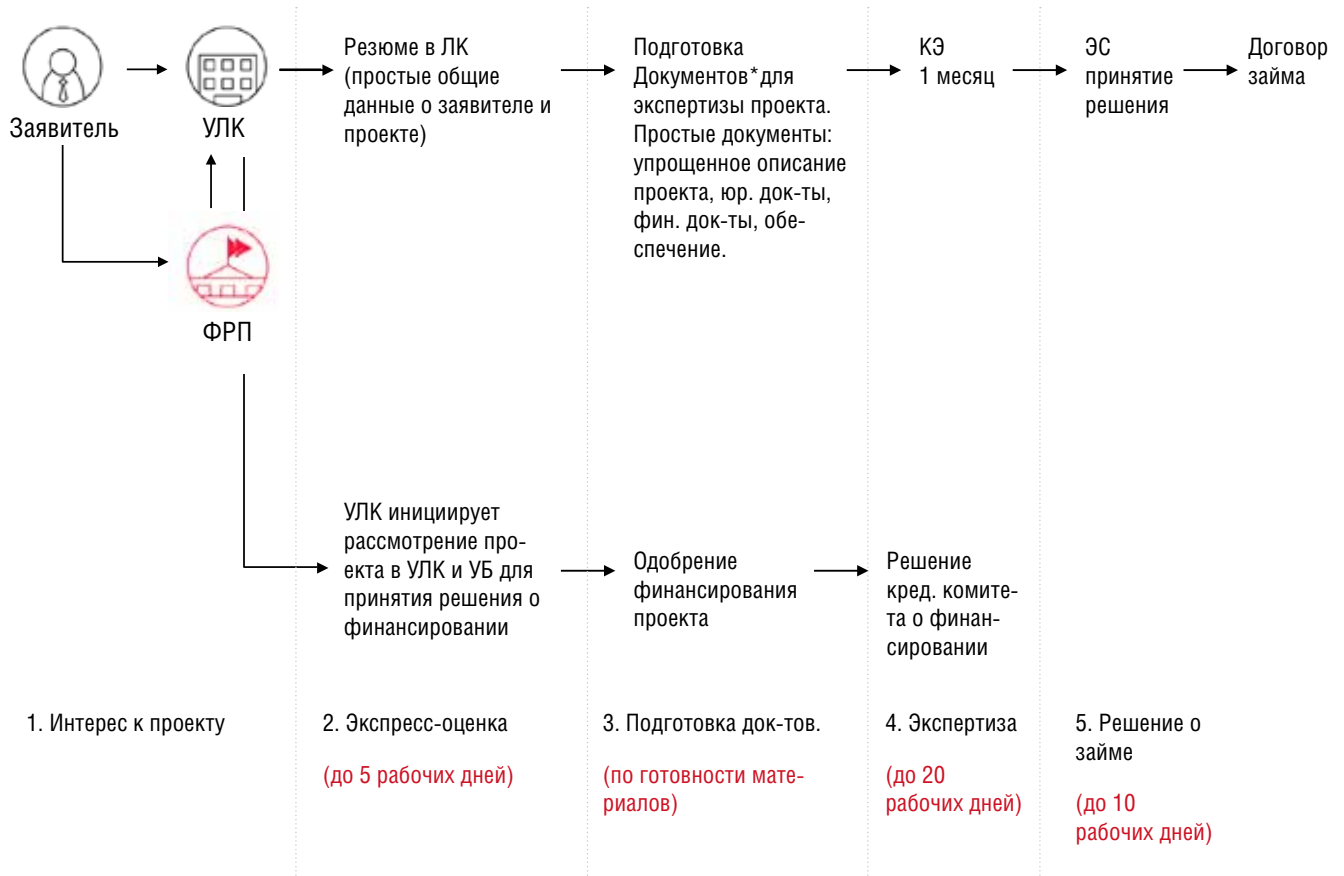 Заявитель
УЛК
ФРП
Резюме в ЛК
(простые общие
данные о заявителе и
проекте)
Подготовка
Документов*для
экспертизы проекта.
Простые документы:
упрощенное описание
проекта, юр. док-ты,
фин. док-ты, обе-
спечение.
КЭ
1 месяц
ЭС
принятие
решения
Договор
займа
УЛК инициирует
рассмотрение про-
екта в УЛК и УБ для
принятия решения о
финансировании
Одобрение
финансирования
проекта
Решение
кред. комите-
та о финан-
сировании
1. Интерес к проекту
2. Экспресс-оценка
(до 5 рабочих дней)
3. Подготовка док-тов.
(по готовности мате-
риалов)
4. Экспертиза
(до 20
рабочих дней)
5. Решение о
займе
(до 10
рабочих дней)